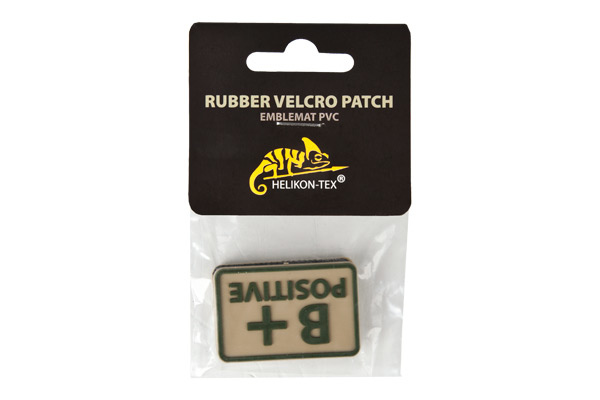 RUBBER VELCRO PATCH
EMBLEMAT PVC
HELIKON-TEX®
B+
POSITIVE